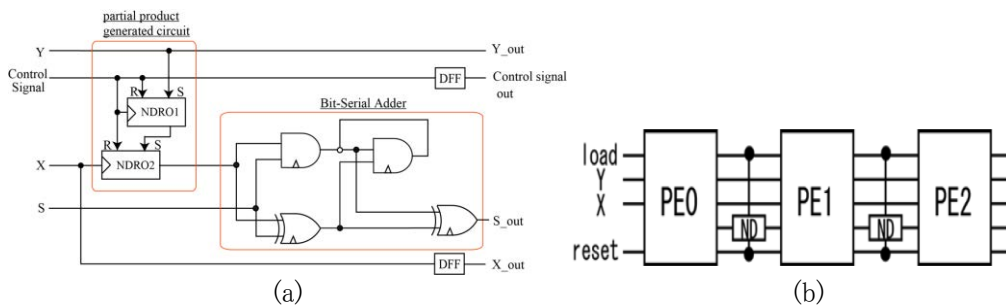 partial product
generated circuit
Y
Y_out
Control
Signal
DFF
Control signal
out
R
S
NDRO1
Bit-Serial Adder
R
S
X
NDRO2
S
S_out
DFF
X_out
(a)
load
Y
X
reset
PE0
ND
PE1
ND
PE2
(b)